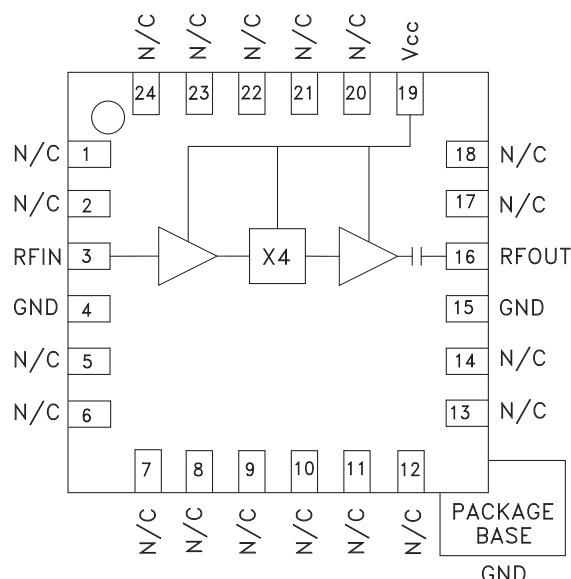 N/C N/C N/C N/C N/C Vcc
24 23 22 21 20 19
N/C 1 18 N/C
N/C 2 17 N/C
RFIN 3 X4 16 RFOUT
GND 4 15 GND
N/C 5 14 N/C
N/C 6 13 N/C
7 8 9 10 11 12
N/C N/C N/C N/C N/C N/C
PACKAGE
BASE
GND